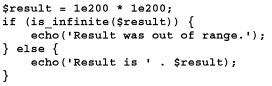 $result = 1e200 * 1e200;
if (is_infinite($result)) {
    echo('Result was out of range.');
} else {
    echo('Result is ' . $result);
}